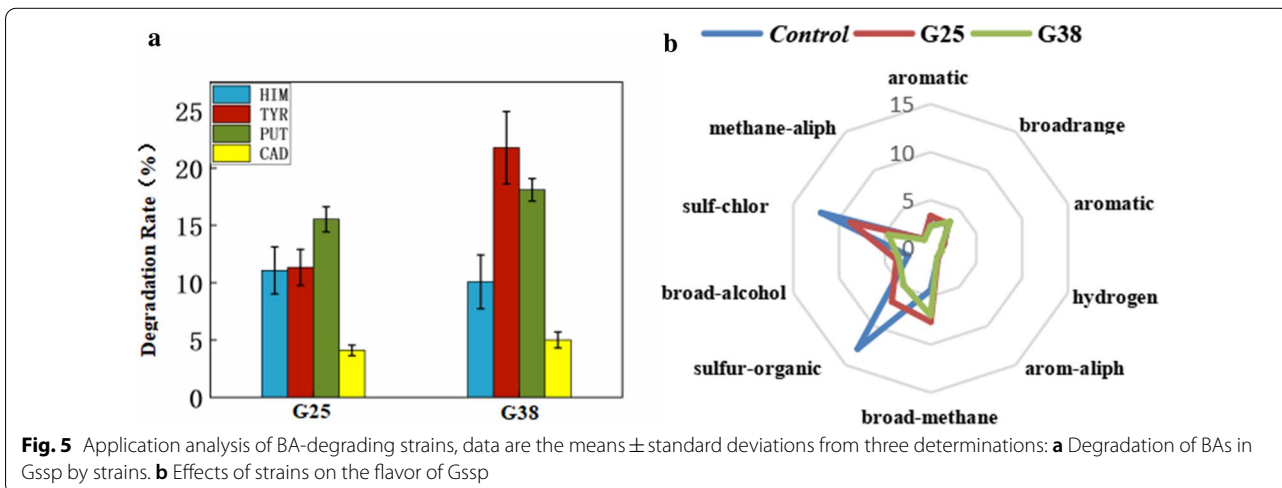 a
Degradation Rate (%)
25
20
15
10
5
0
HIM
TYR
PUT
CAD
G25
G38
b
Control
G25
G38
aromatic
broadrange
aromatic
hydrogen
arom-aliph
broad-methane
sulfur-organic
broad-alcohol
sulf-chlor
methane-aliph
15
10
5
0
Fig. 5 Application analysis of BA-degrading strains, data are the means ± standard deviations from three determinations: a Degradation of BAs in
Gssp by strains. b Effects of strains on the flavor of Gssp